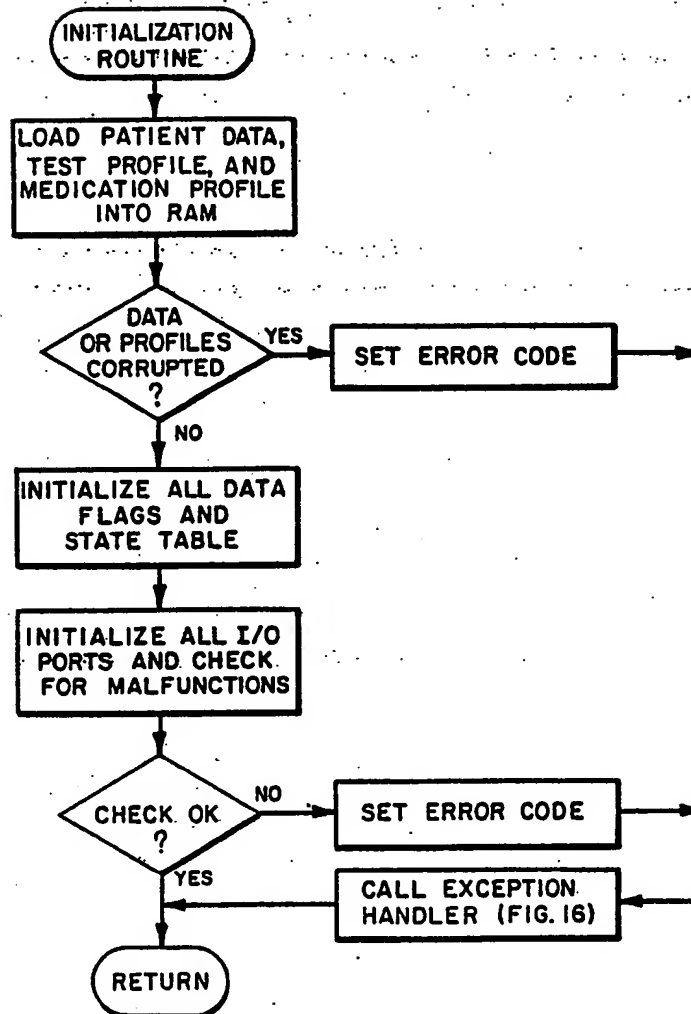 INITIALIZATION
ROUTINE
LOAD PATIENT DATA,
TEST PROFILE, AND
MEDICATION PROFILE
INTO RAM
DATA
OR PROFILES
CORRUPTED
?
YES
SET ERROR CODE
NO
INITIALIZE ALL DATA
FLAGS AND
STATE TABLE
INITIALIZE ALL I/O
PORTS AND CHECK
FOR MALFUNCTIONS
CHECK OK
?
NO
SET ERROR CODE
YES
CALL EXCEPTION
HANDLER (FIG. 16)
RETURN